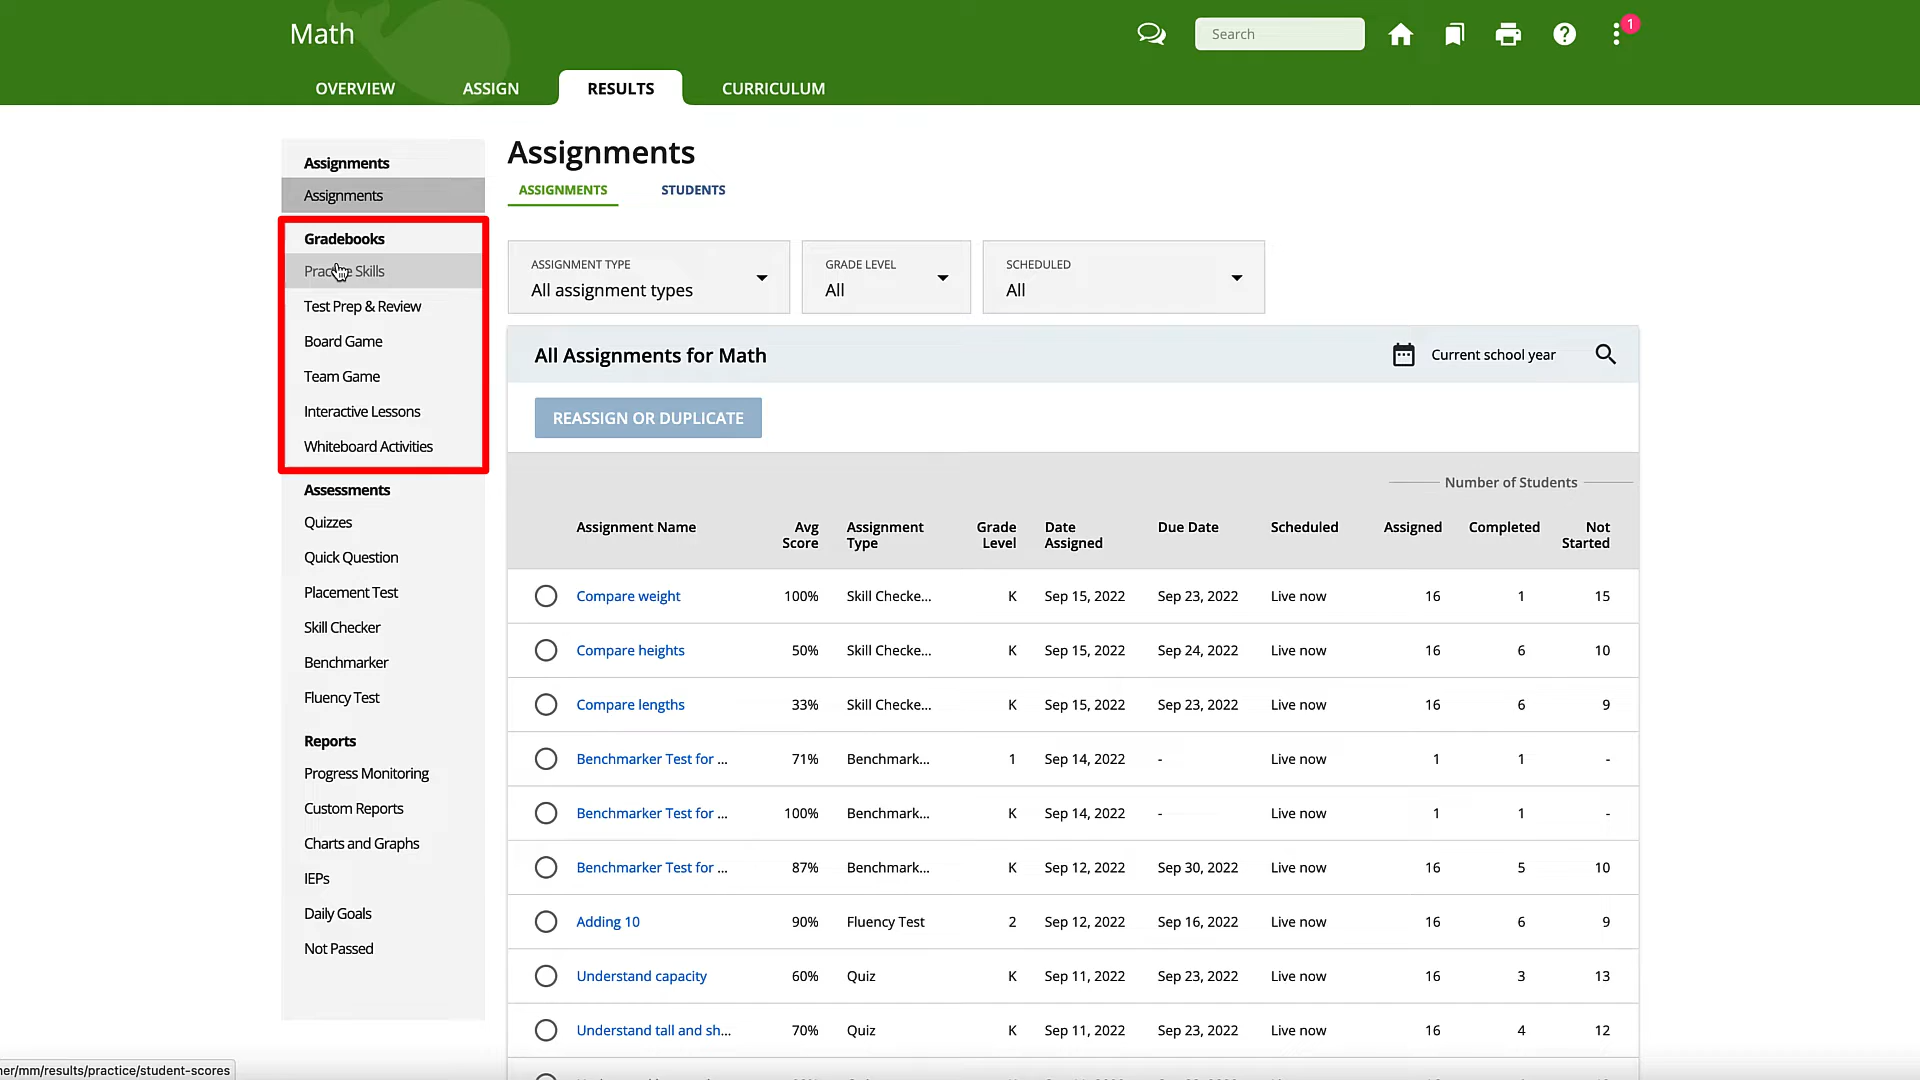 Math
Search
1
OVERVIEW
ASSIGN
RESULTS
CURRICULUM
Assignments
Assignments
Gradebooks
Practice Skills
Test Prep & Review
Board Game
Team Game
Interactive Lessons
Whiteboard Activities
Assessments
Quizzes
Quick Question
Placement Test
Skill Checker
Benchmarker
Fluency Test
Reports
Progress Monitoring
Custom Reports
Charts and Graphs
IEPs
Daily Goals
Not Passed
Assignments
ASSIGNMENTS STUDENTS
ASSIGNMENT TYPE
All assignment types
GRADE LEVEL
All
SCHEDULED
All
All Assignments for Math
Current school year
REASSIGN OR DUPLICATE
Number of Students
Assignment Name
Avg
Score
Assignment
Type
Grade
Level
Date
Assigned
Due Date
Scheduled
Assigned
Completed
Not
Started
Compare weight 100% Skill Checke... K Sep 15, 2022 Sep 23, 2022 Live now 16 1 15
Compare heights 50% Skill Checke... K Sep 15, 2022 Sep 24, 2022 Live now 16 6 10
Compare lengths 33% Skill Checke... K Sep 15, 2022 Sep 23, 2022 Live now 16 6 9
Benchmarker Test for ... 71% Benchmark... 1 Sep 14, 2022 - Live now 1 1 -
Benchmarker Test for ... 100% Benchmark... K Sep 14, 2022 - Live now 1 1 -
Benchmarker Test for ... 87% Benchmark... K Sep 12, 2022 Sep 30, 2022 Live now 16 5 10
Adding 10 90% Fluency Test 2 Sep 12, 2022 Sep 16, 2022 Live now 16 6 9
Understand capacity 60% Quiz K Sep 11, 2022 Sep 23, 2022 Live now 16 3 13
Understand tall and sh... 70% Quiz K Sep 11, 2022 Sep 23, 2022 Live now 16 4 12
er/mm/results/practice/student-scores